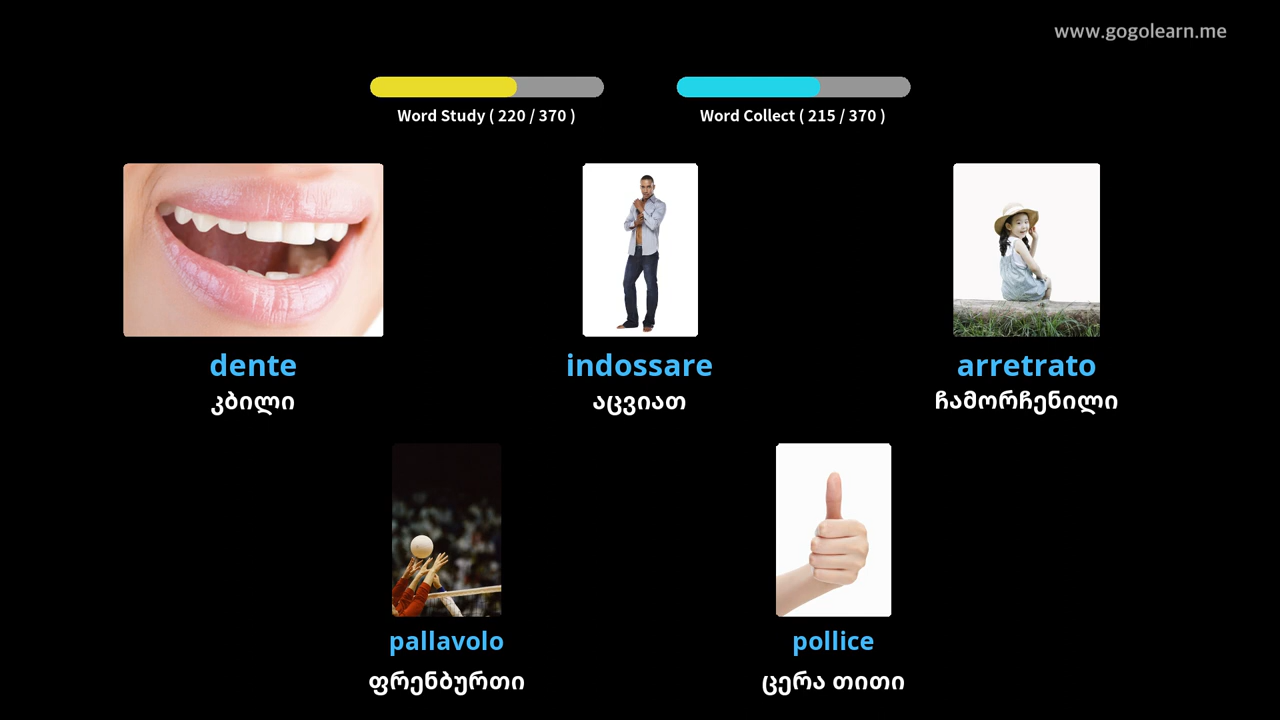 www.gogolearn.me
Word Study ( 220 / 370 )
Word Collect ( 215 / 370 )
dente
კბილი
indossare
აცვიათ
arretrato
ჩამორჩენილი
pallavolo
ფრენბურთი
pollice
ცერა თითი